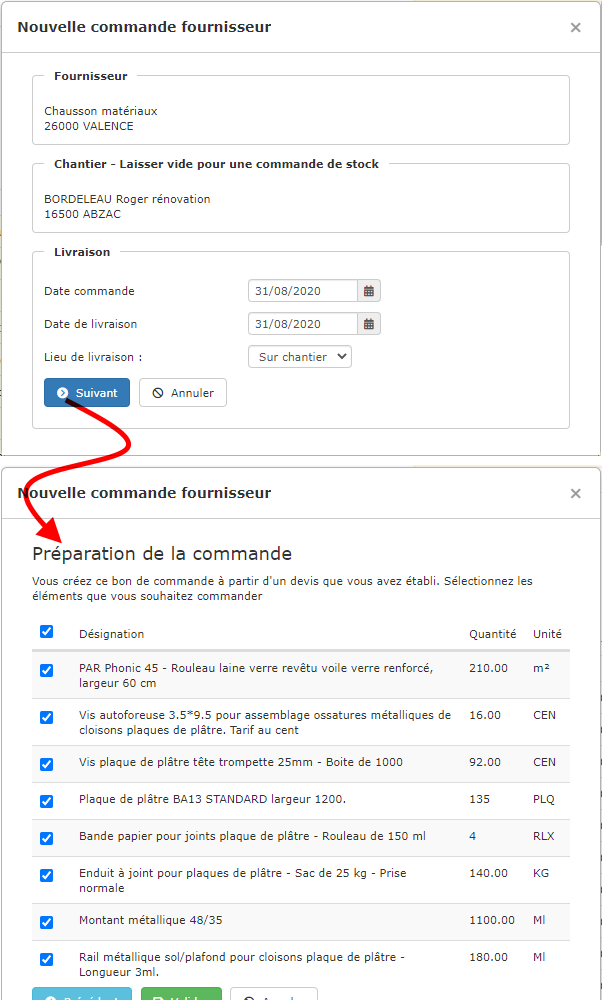 Nouvelle commande fournisseur ×
Fournisseur
Chausson matériaux
26000 VALENCE
Chantier - Laisser vide pour une commande de stock
BORDELEAU Roger rénovation
16500 ABZAC
Livraison
Date commande 31/08/2020
Date de livraison 31/08/2020
Lieu de livraison : Sur chantier
Suivant Annuler
Nouvelle commande fournisseur ×
Préparation de la commande
Vous créez ce bon de commande à partir d'un devis que vous avez établi. Sélectionnez les
éléments que vous souhaitez commander
Désignation Quantité Unité
PAR Phonic 45 - Rouleau laine verre revêtu voile verre renforcé, 210.00 m²
largeur 60 cm
Vis autoforeuse 3.5*9.5 pour assemblage ossatures métalliques de 16.00 CEN
cloisons plaques de plâtre. Tarif au cent
Vis plaque de plâtre tête trompette 25mm - Boite de 1000 92.00 CEN
Plaque de plâtre BA13 STANDARD largeur 1200. 135 PLQ
Bande papier pour joints plaque de plâtre - Rouleau de 150 ml 4 RLX
Enduit à joint pour plaques de plâtre - Sac de 25 kg - Prise 140.00 KG
normale
Montant métallique 48/35 1100.00 Ml
Rail métallique sol/plafond pour cloisons plaque de plâtre - 180.00 Ml
Longueur 3ml.